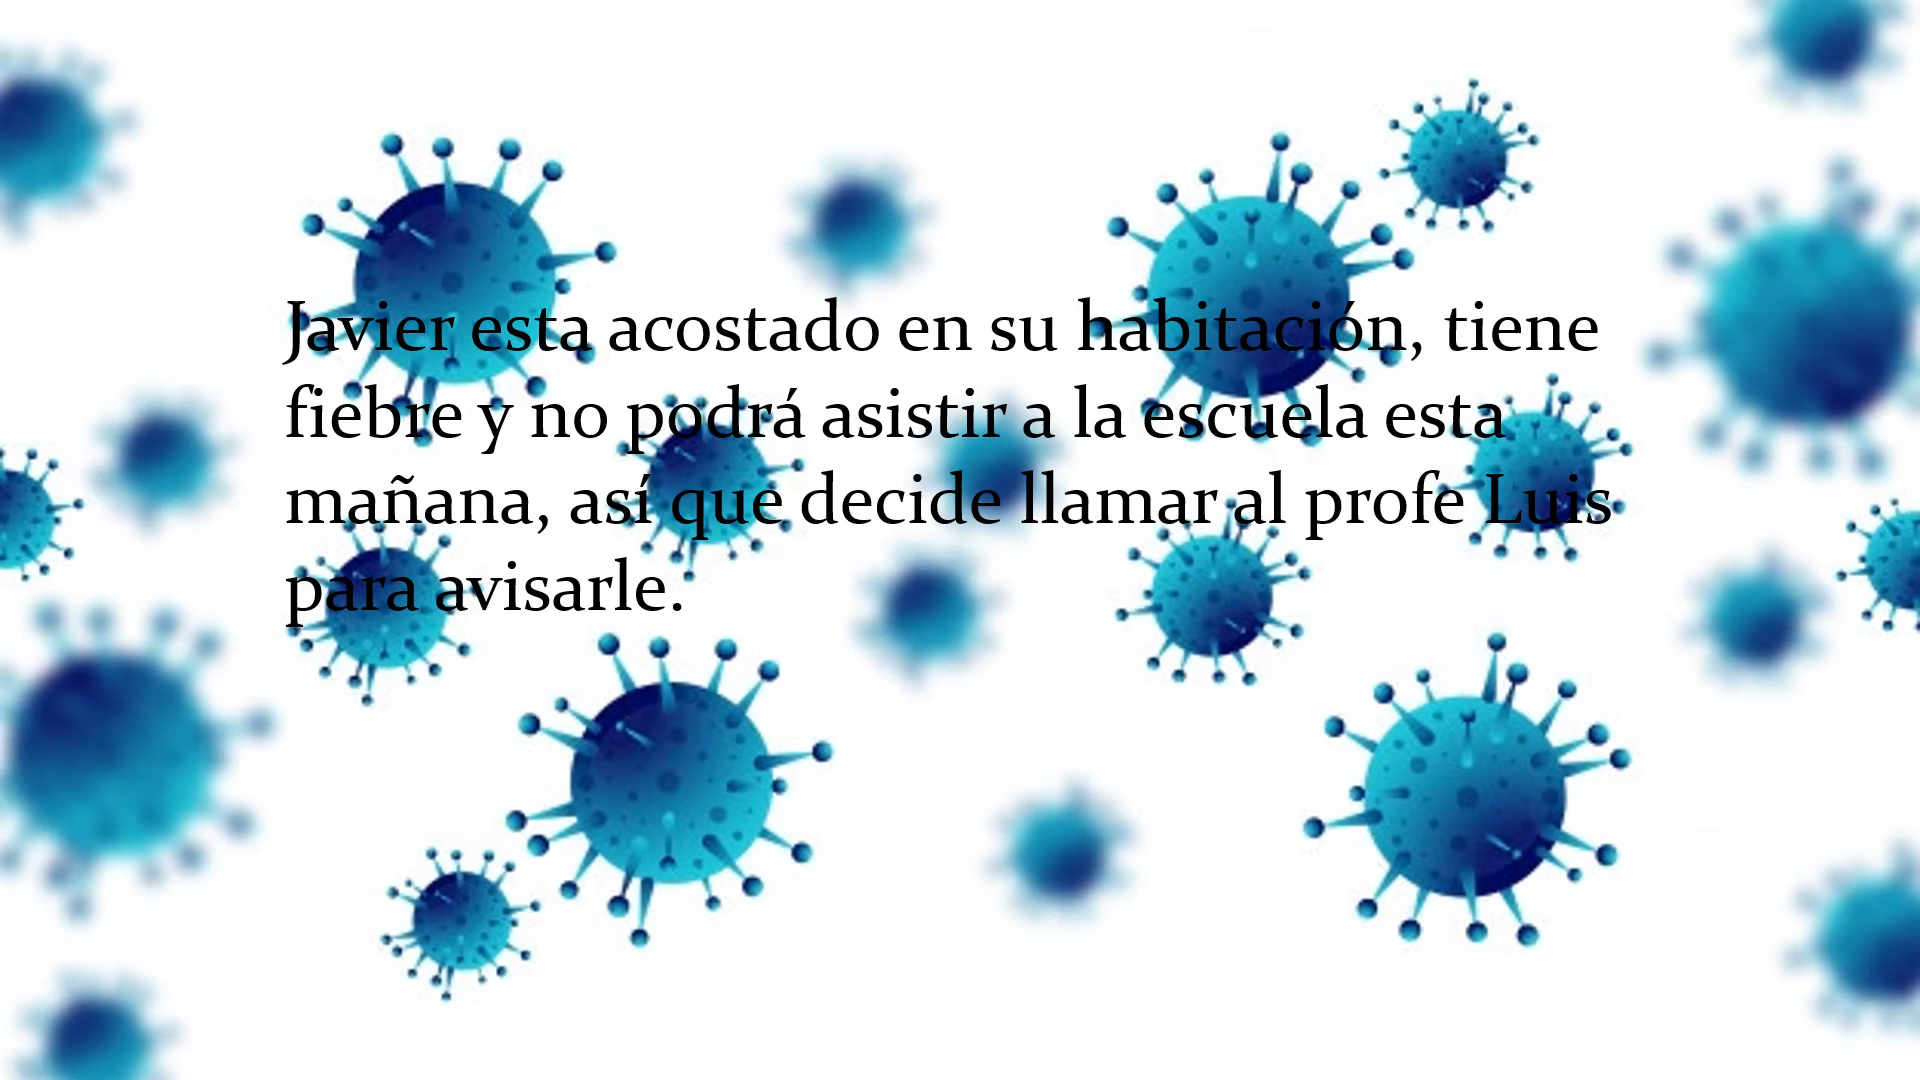 Javier esta acostado en su habitación, tiene
fiebre y no podrá asistir a la escuela esta
mañana, así que decide llamar al profe Luis
para avisarle.